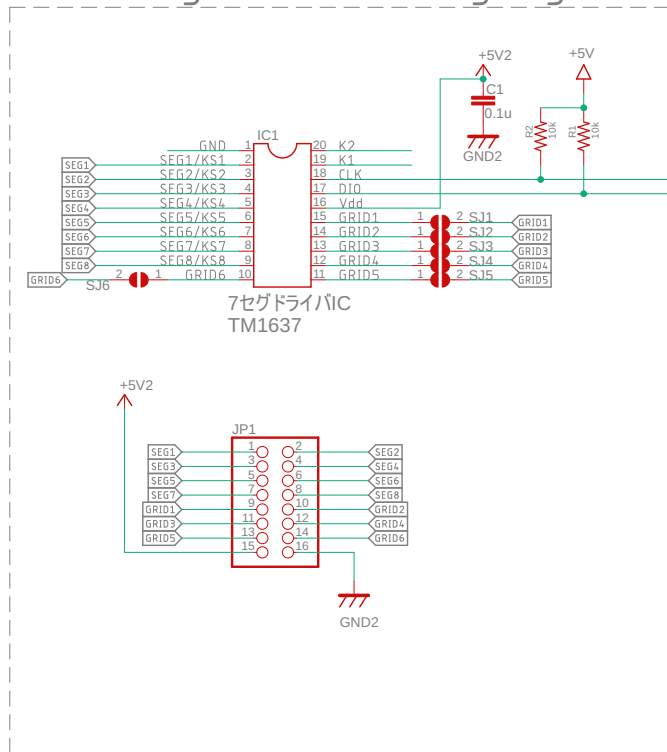 +5V2
+5V
C1
0.1u
GND2
R2
10k
R1
10k
IC1
GND 1 20 K2
SEG1 SEG1/KS1 2 19 K1
SEG2 SEG2/KS2 3 18 CLK
SEG3 SEG3/KS3 4 17 DIO
SEG4 SEG4/KS4 5 16 Vdd
SEG5 SEG5/KS5 6 15 GRID1 1 2 SJ1 GRID1
SEG6 SEG6/KS6 7 14 GRID2 1 2 SJ2 GRID2
SEG7 SEG7/KS7 8 13 GRID3 1 2 SJ3 GRID3
SEG8 SEG8/KS8 9 12 GRID4 1 2 SJ4 GRID4
GRID6 2 1 GRID6 10 11 GRID5 1 2 SJ5 GRID5
SJ6
7セグドライバIC
TM1637
+5V2
JP1
SEG1 1 2 SEG2
SEG3 3 4 SEG4
SEG5 5 6 SEG6
SEG7 7 8 SEG8
GRID1 9 10 GRID2
GRID3 11 12 GRID4
GRID5 13 14 GRID6
15 16
GND2